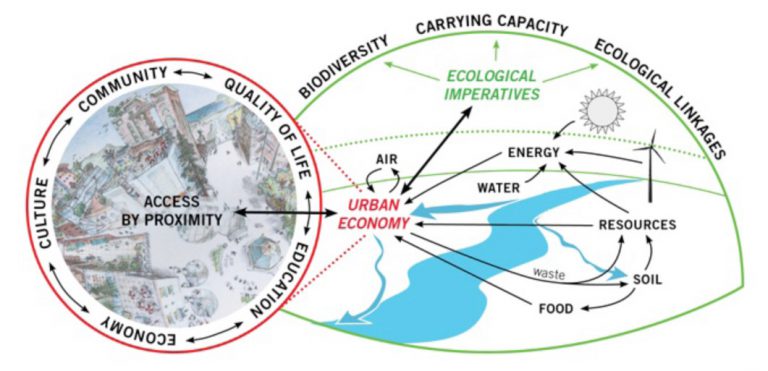 CARRYING CAPACITY
BIODIVERSITY
ECOLOGICAL LINKAGES
ECOLOGICAL
IMPERATIVES
COMMUNITY
QUALITY OF LIFE
CULTURE
EDUCATION
ECONOMY
ACCESS
BY PROXIMITY
AIR
ENERGY
WATER
URBAN
ECONOMY
RESOURCES
waste
SOIL
FOOD